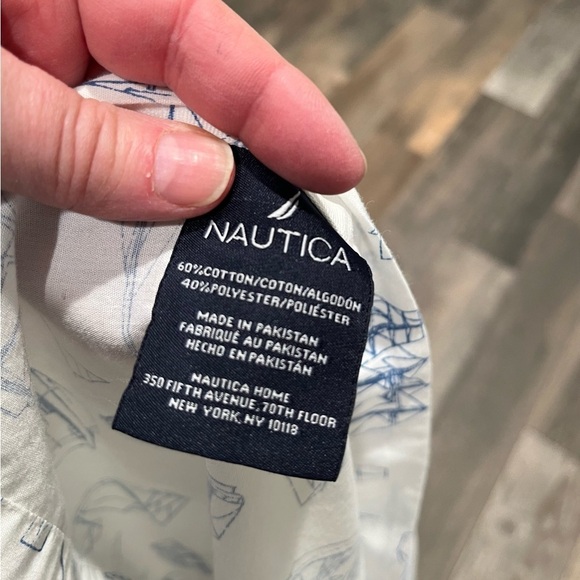 NAUTICA
60%COTTON/COTON/ALGODÓN
40%POLYESTER/POLIÉSTER
MADE IN PAKISTAN
FABRIQUÉ AU PAKISTAN
HECHO EN PAKISTÁN
NAUTICA HOME
350 FIFTH AVENUE, 70TH FLOOR
NEW YORK, NY 10118